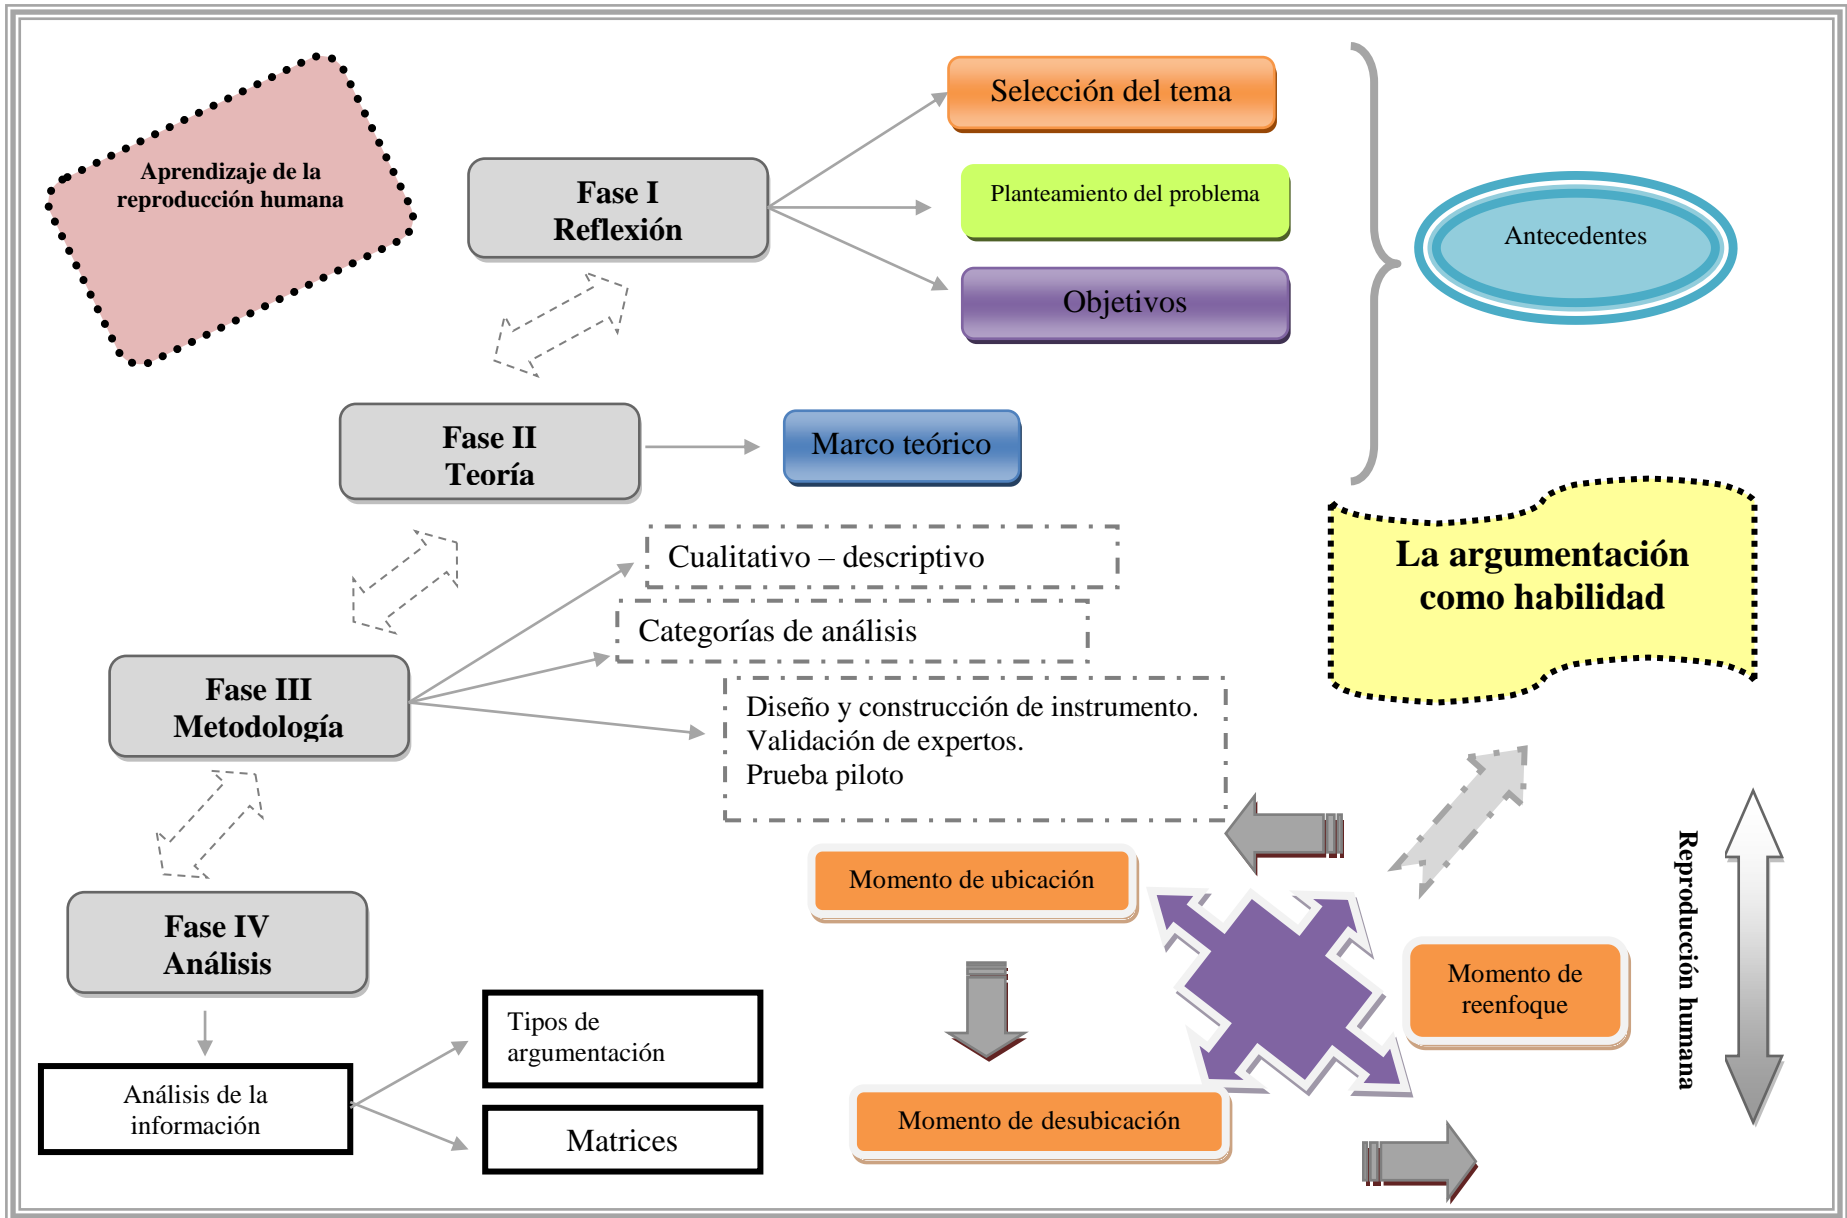 Aprendizaje de la
reproducción humana
Fase I
Reflexión
Selección del tema
Planteamiento del problema
Objetivos
Antecedentes
Fase II
Teoría
Marco teórico
La argumentación
como habilidad
Fase III
Metodología
Cualitativo – descriptivo
Categorías de análisis
Diseño y construcción de instrumento.
Validación de expertos.
Prueba piloto
Fase IV
Análisis
Análisis de la
información
Tipos de
argumentación
Matrices
Momento de ubicación
Momento de desubicación
Momento de
reenfoque
Reproducción humana